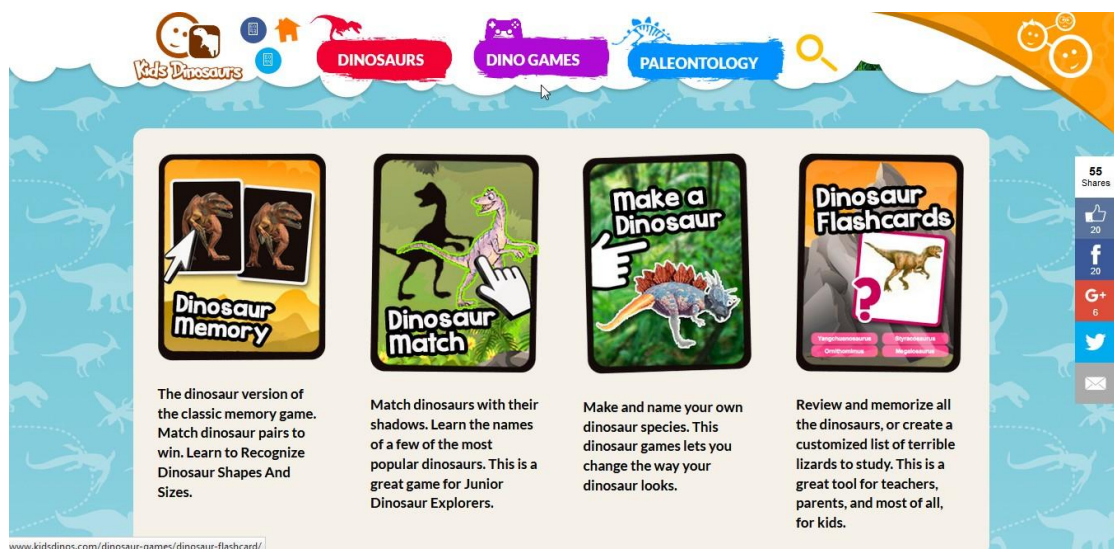 Kids Dinosaurs
DINOSAURS
DINO GAMES
PALEONTOLOGY
55
Shares
20
f
20
G+
6
Dinosaur
Memory
The dinosaur version of
the classic memory game.
Match dinosaur pairs to
win. Learn to Recognize
Dinosaur Shapes And
Sizes.
Dinosaur
Match
Match dinosaurs with their
shadows. Learn the names
of a few of the most
popular dinosaurs. This is a
great game for Junior
Dinosaur Explorers.
Make a
Dinosaur
Make and name your own
dinosaur species. This
dinosaur games lets you
change the way your
dinosaur looks.
Dinosaur
Flashcards
?
Yangchuanosaurus
Styracosaurus
Ornithomimus
Megalosaurus
Review and memorize all
the dinosaurs, or create a
customized list of terrible
lizards to study. This is a
great tool for teachers,
parents, and most of all,
for kids.
www.kidsdinos.com/dinosaur-games/dinosaur-flashcard/